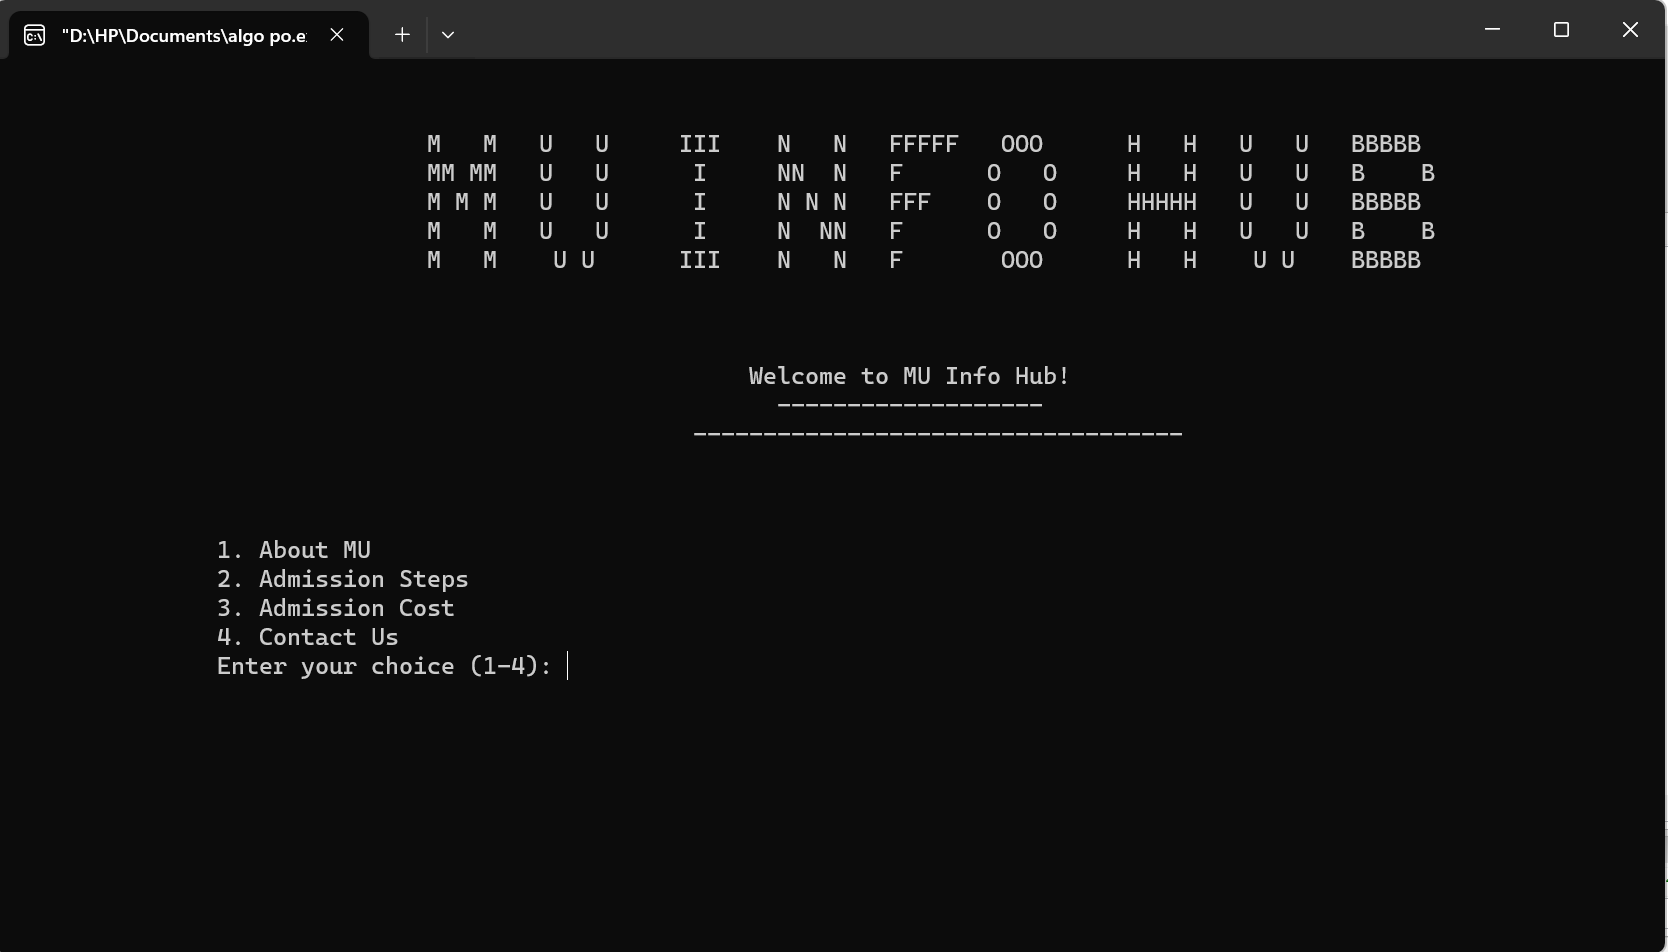 "D:\HP\Documents\algo po.e
M   M   U   U     III    N   N   FFFFF   OOO      H   H   U   U   BBBBB
MM MM   U   U      I     NN  N   F      O   O     H   H   U   U   B    B
M M M   U   U      I     N N N   FFF    O   O     HHHHH   U   U   BBBBB
M   M   U   U      I     N  NN   F      O   O     H   H   U   U   B    B
M   M    U U      III    N   N   F       OOO      H   H    U U    BBBBB
Welcome to MU Info Hub!
-------------------
-----------------------------------
1. About MU
2. Admission Steps
3. Admission Cost
4. Contact Us
Enter your choice (1-4):